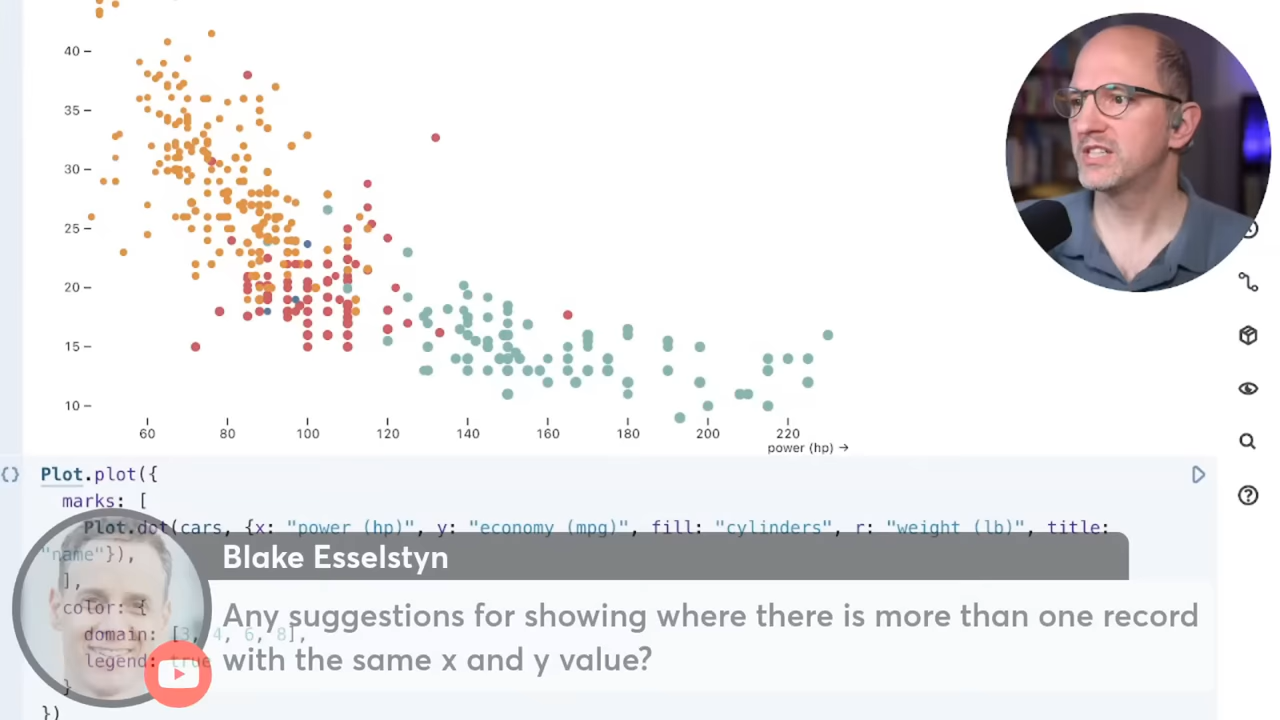 40
35
30
25
20
15
10
60 80 100 120 140 160 180 200 220
power (hp) →
Plot.plot({
marks: [
Plot.dot(cars, {x: "power (hp)", y: "economy (mpg)", fill: "cylinders", r: "weight (lb)", title:
"name"}),
],
color: {
domain: [3, 4, 6, 8],
legend: true
}
})
Blake Esselstyn
Any suggestions for showing where there is more than one record
with the same x and y value?